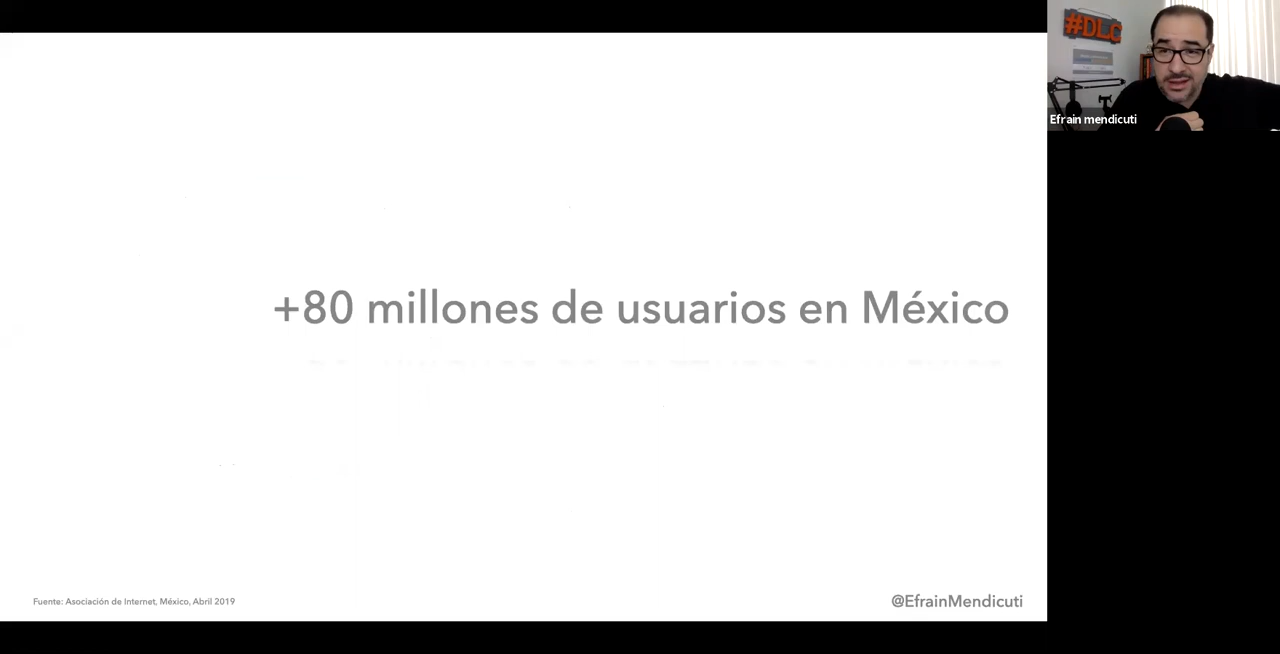 #DLC
Efrain mendicuti
+80 millones de usuarios en México
Fuente: Asociación de Internet, México, Abril 2019
@EfrainMendicuti